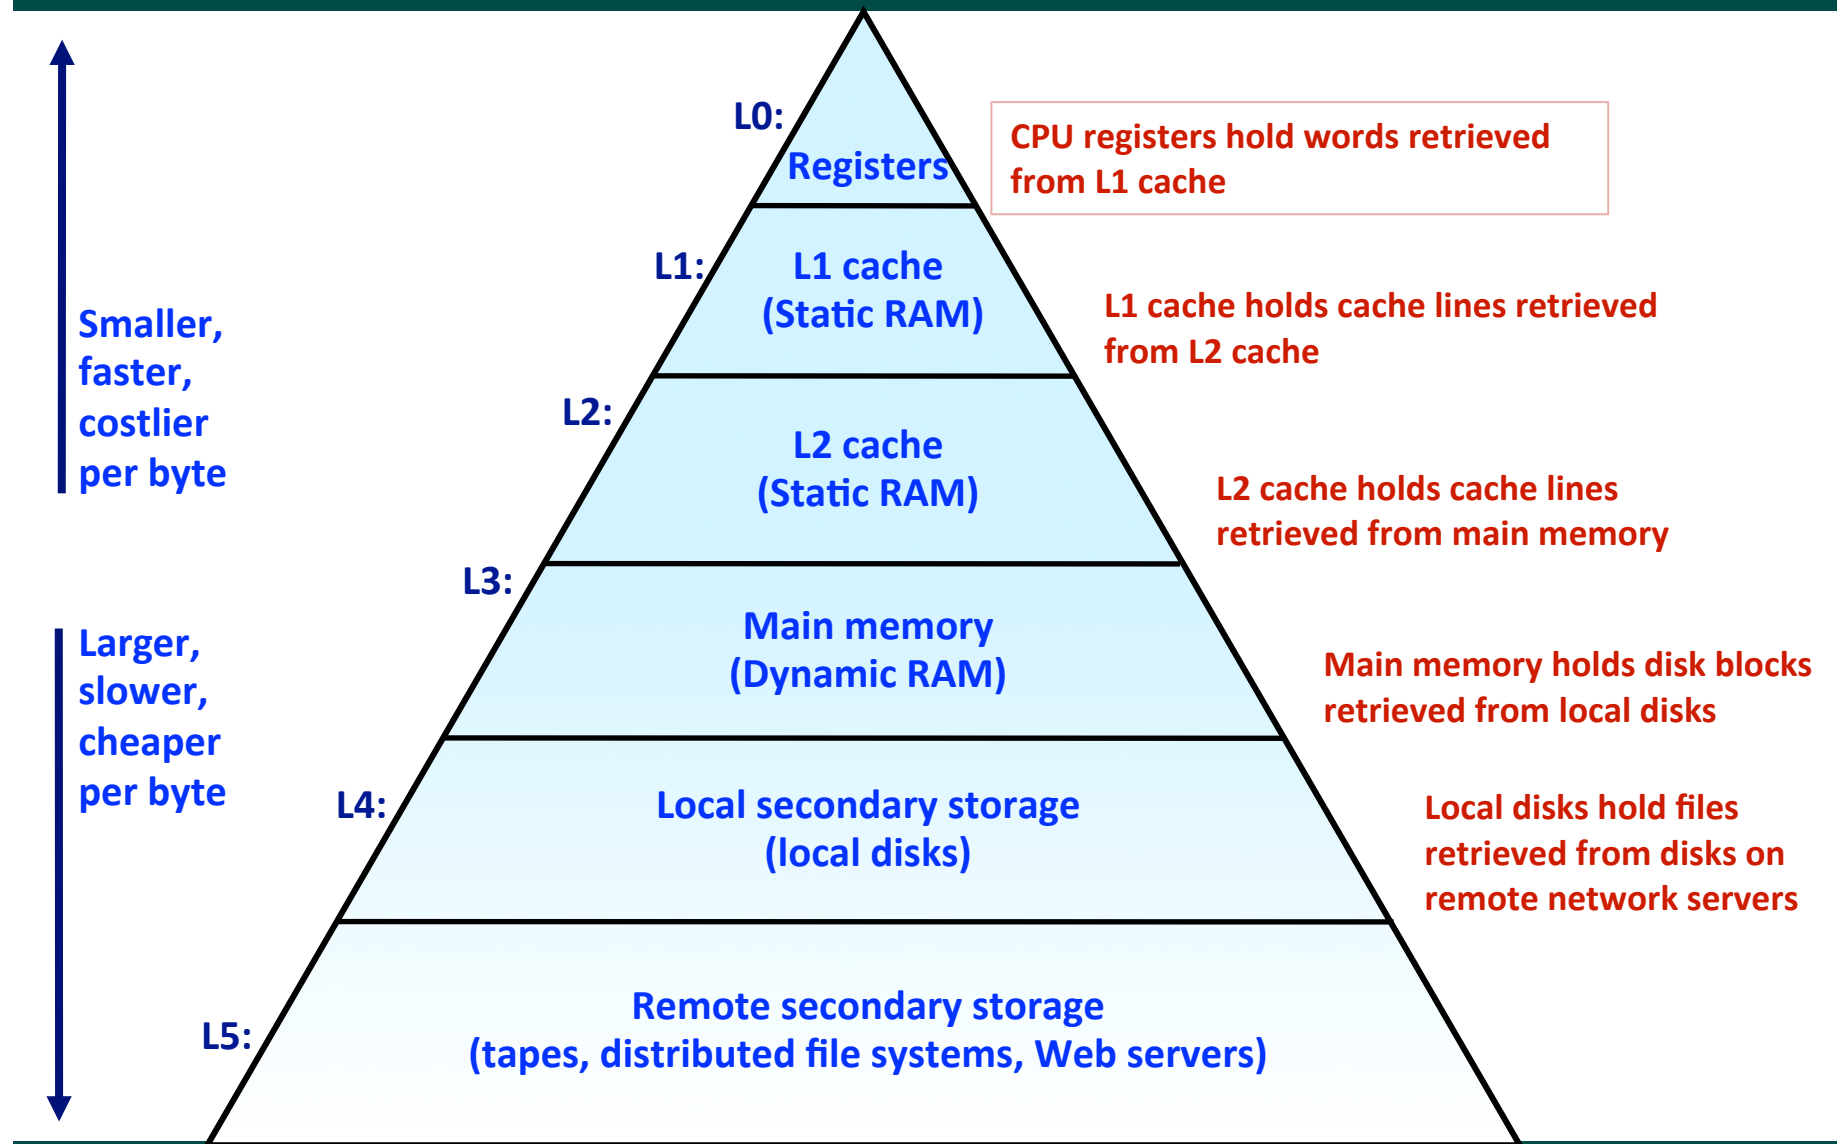 L0:
Registers
CPU registers hold words retrieved
from L1 cache
L1:
L1 cache
(Static RAM)
L1 cache holds cache lines retrieved
from L2 cache
Smaller,
faster,
costlier
per byte
L2:
L2 cache
(Static RAM)
L2 cache holds cache lines
retrieved from main memory
L3:
Main memory
(Dynamic RAM)
Main memory holds disk blocks
retrieved from local disks
Larger,
slower,
cheaper
per byte
L4:
Local secondary storage
(local disks)
Local disks hold files
retrieved from disks on
remote network servers
L5:
Remote secondary storage
(tapes, distributed file systems, Web servers)